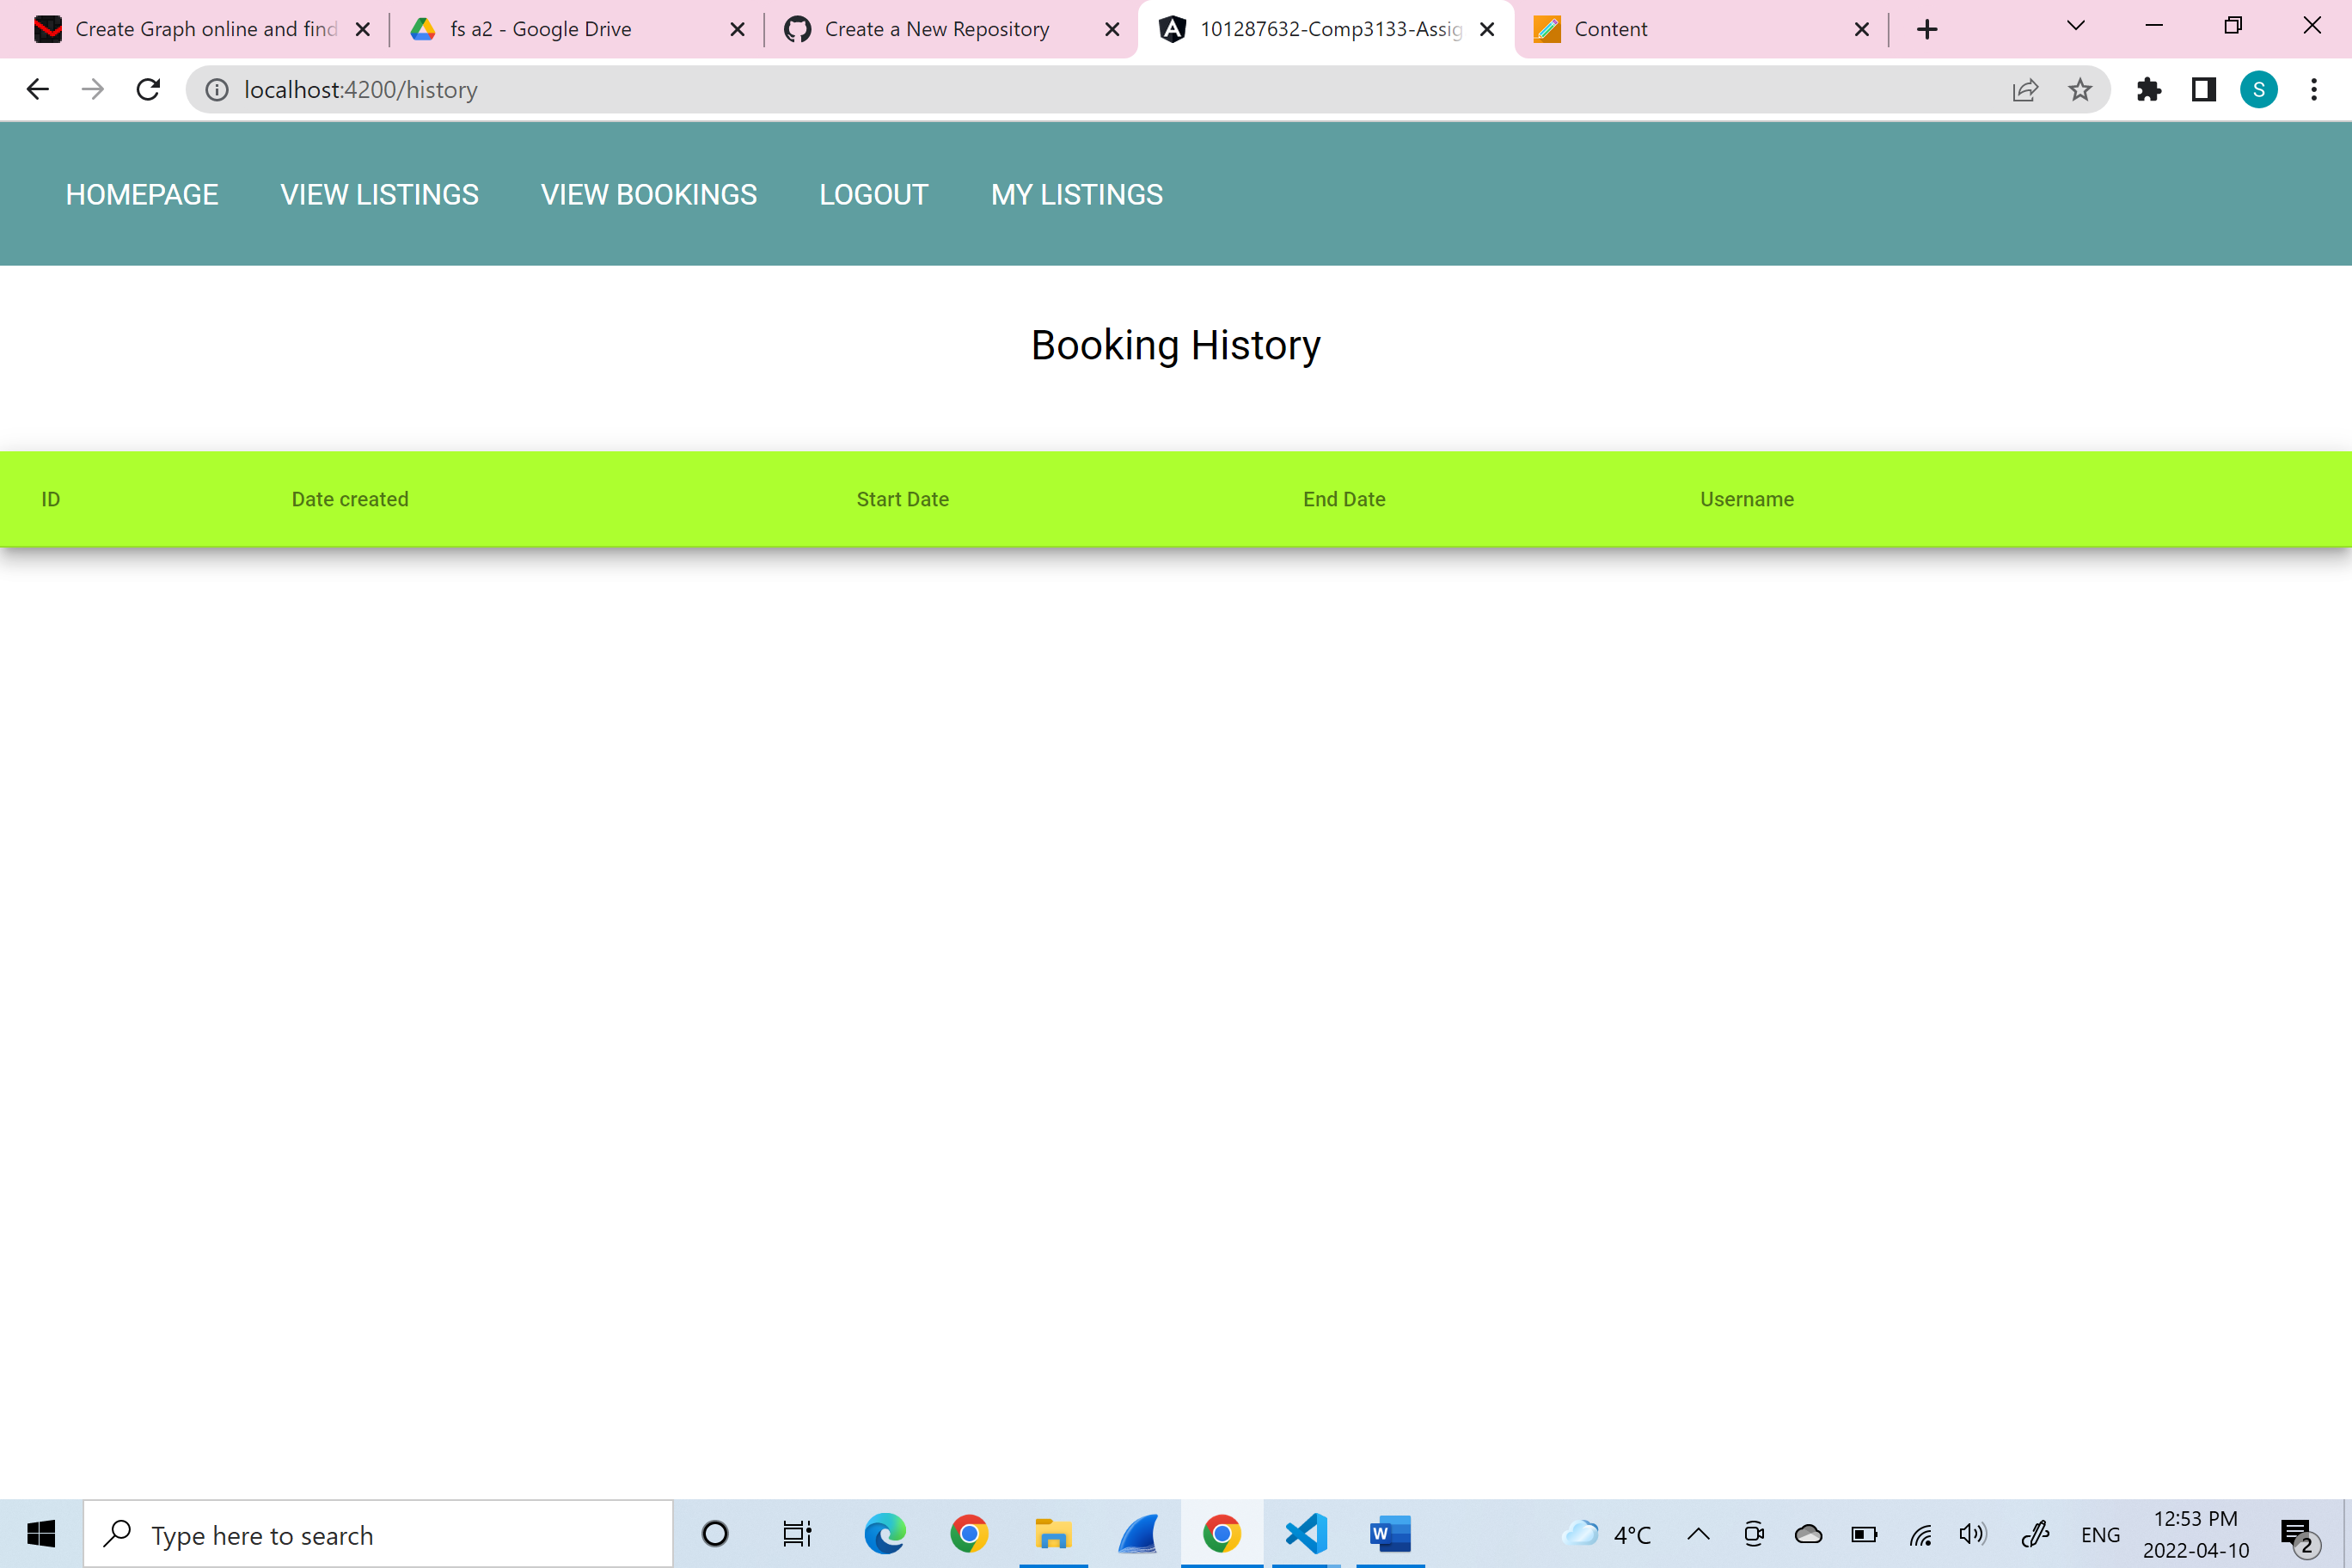 Create Graph online and find
fs a2 - Google Drive
Create a New Repository
101287632-Comp3133-Assig
Content
localhost:4200/history
S
HOMEPAGE VIEW LISTINGS VIEW BOOKINGS LOGOUT MY LISTINGS
Booking History
ID Date created Start Date End Date Username
Type here to search
W
4°C
ENG
12:53 PM
2022-04-10
2